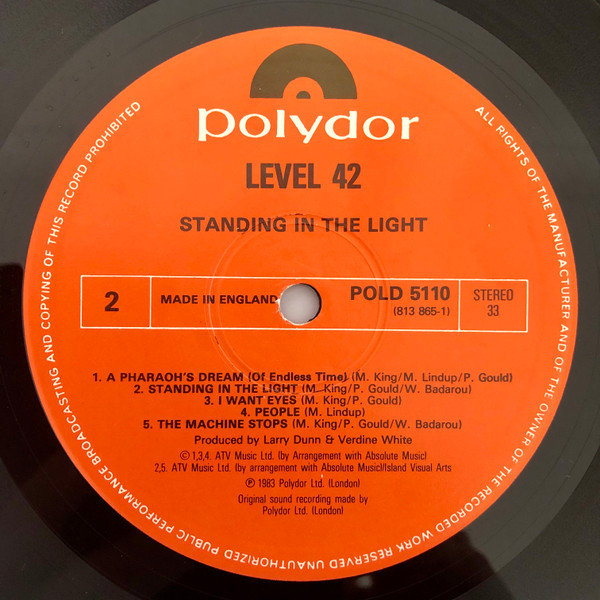 polydor
LEVEL 42
STANDING IN THE LIGHT
2
MADE IN ENGLAND
POLD 5110
(813 865-1)
STEREO
33
1. A PHARAOH'S DREAM (Of Endless Time) (M. King/M. Lindup/P. Gould)
2. STANDING IN THE LIGHT (M. King/P. Gould/W. Badarou)
3. I WANT EYES (M. King/P. Gould)
4. PEOPLE (M. Lindup)
5. THE MACHINE STOPS (M. King/P. Gould/W. Badarou)
Produced by Larry Dunn & Verdine White
© 1,3,4. ATV Music Ltd. (by Arrangement with Absolute Music)
2,5. ATV Music Ltd. (by arrangement with Absolute Music)/Island Visual Arts
℗ 1983 Polydor Ltd. (London)
Original sound recording made by
Polydor Ltd. (London)
ALL RIGHTS OF THE MANUFACTURER AND OF THE OWNER OF THE RECORDED WORK RESERVED UNAUTHORIZED PUBLIC PERFORMANCE BROADCASTING AND COPYING OF THIS RECORD PROHIBITED